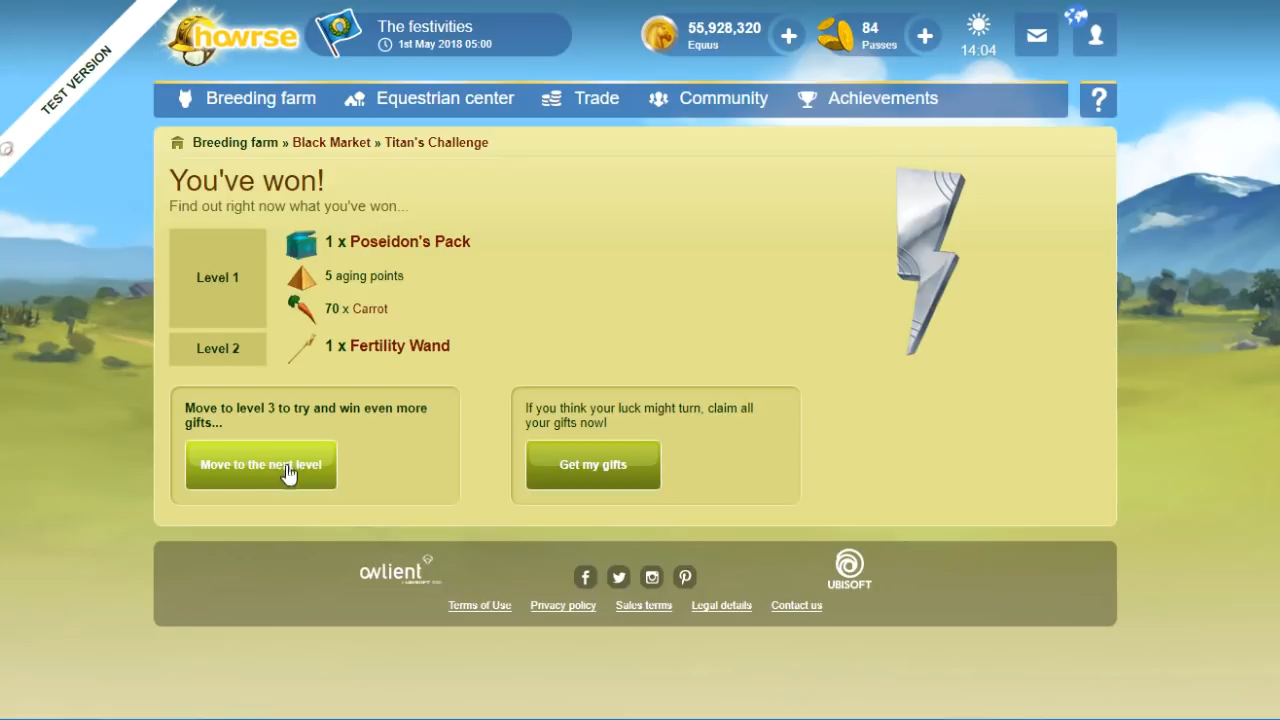 TEST VERSION
howrse
The festivities
1st May 2018 05:00
55,928,320
Equus
84
Passes
14:04
Breeding farm
Equestrian center
Trade
Community
Achievements
?
Breeding farm » Black Market » Titan's Challenge
You've won!
Find out right now what you've won...
Level 1
1 x Poseidon's Pack
5 aging points
70 x Carrot
Level 2
1 x Fertility Wand
Move to level 3 to try and win even more
gifts...
Move to the next level
If you think your luck might turn, claim all
your gifts now!
Get my gifts
owlient
UBISOFT
Terms of Use
Privacy policy
Sales terms
Legal details
Contact us